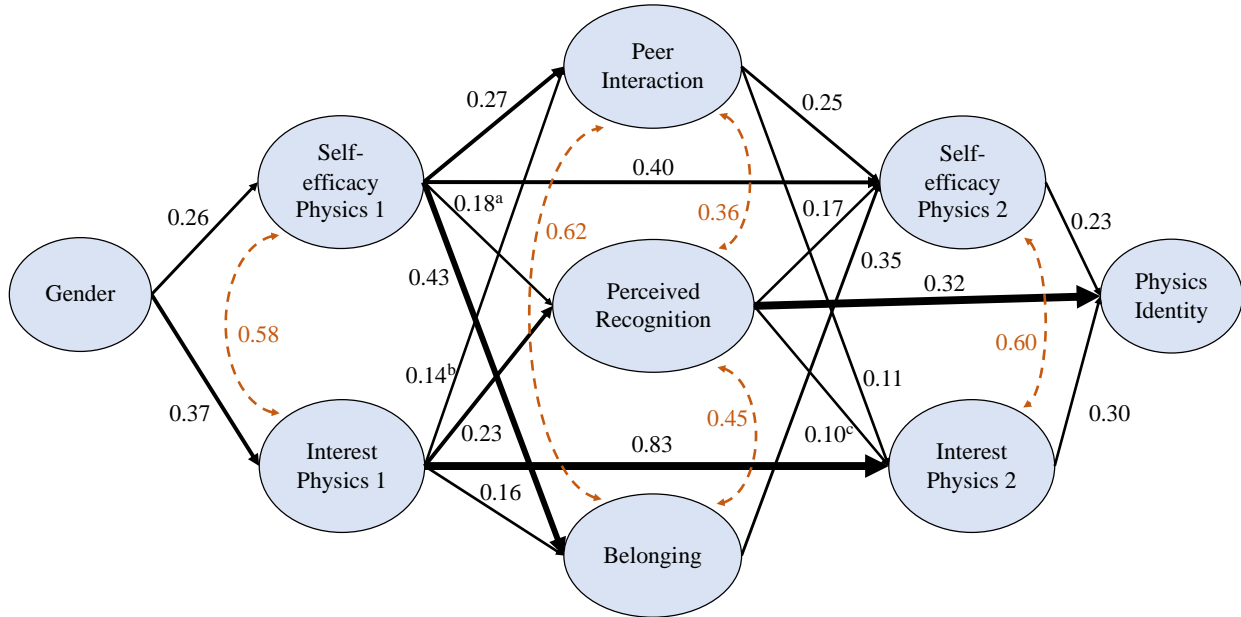 Peer
Interaction
0.27
0.25
Self-
efficacy
Physics 1
0.40
Self-
efficacy
Physics 2
0.26
0.18ᵃ
0.36
0.17
0.23
0.62
0.43
0.35
Gender
Perceived
Recognition
0.32
Physics
Identity
0.58
0.60
0.14ᵇ
0.11
0.37
0.23
0.45
0.10ᶜ
0.30
Interest
Physics 1
0.83
Interest
Physics 2
0.16
Belonging